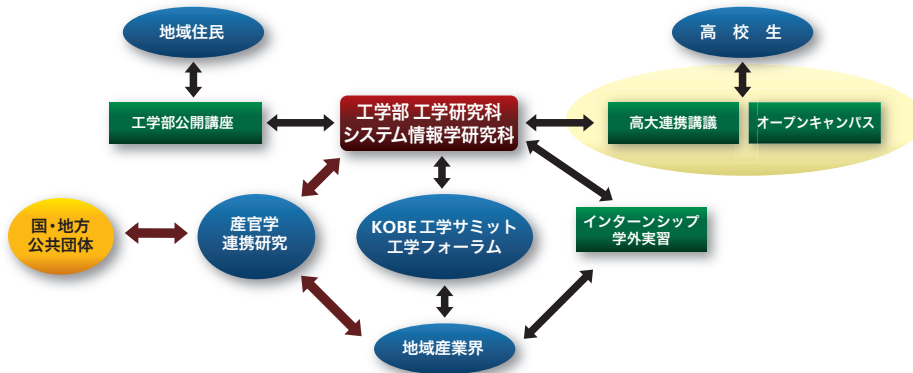 地域住民
高 校 生
工学部公開講座
工学部 工学研究科
システム情報学研究科
高大連携講義
オープンキャンパス
国・地方
公共団体
産官学
連携研究
KOBE 工学サミット
工学フォーラム
インターンシップ
学外実習
地域産業界